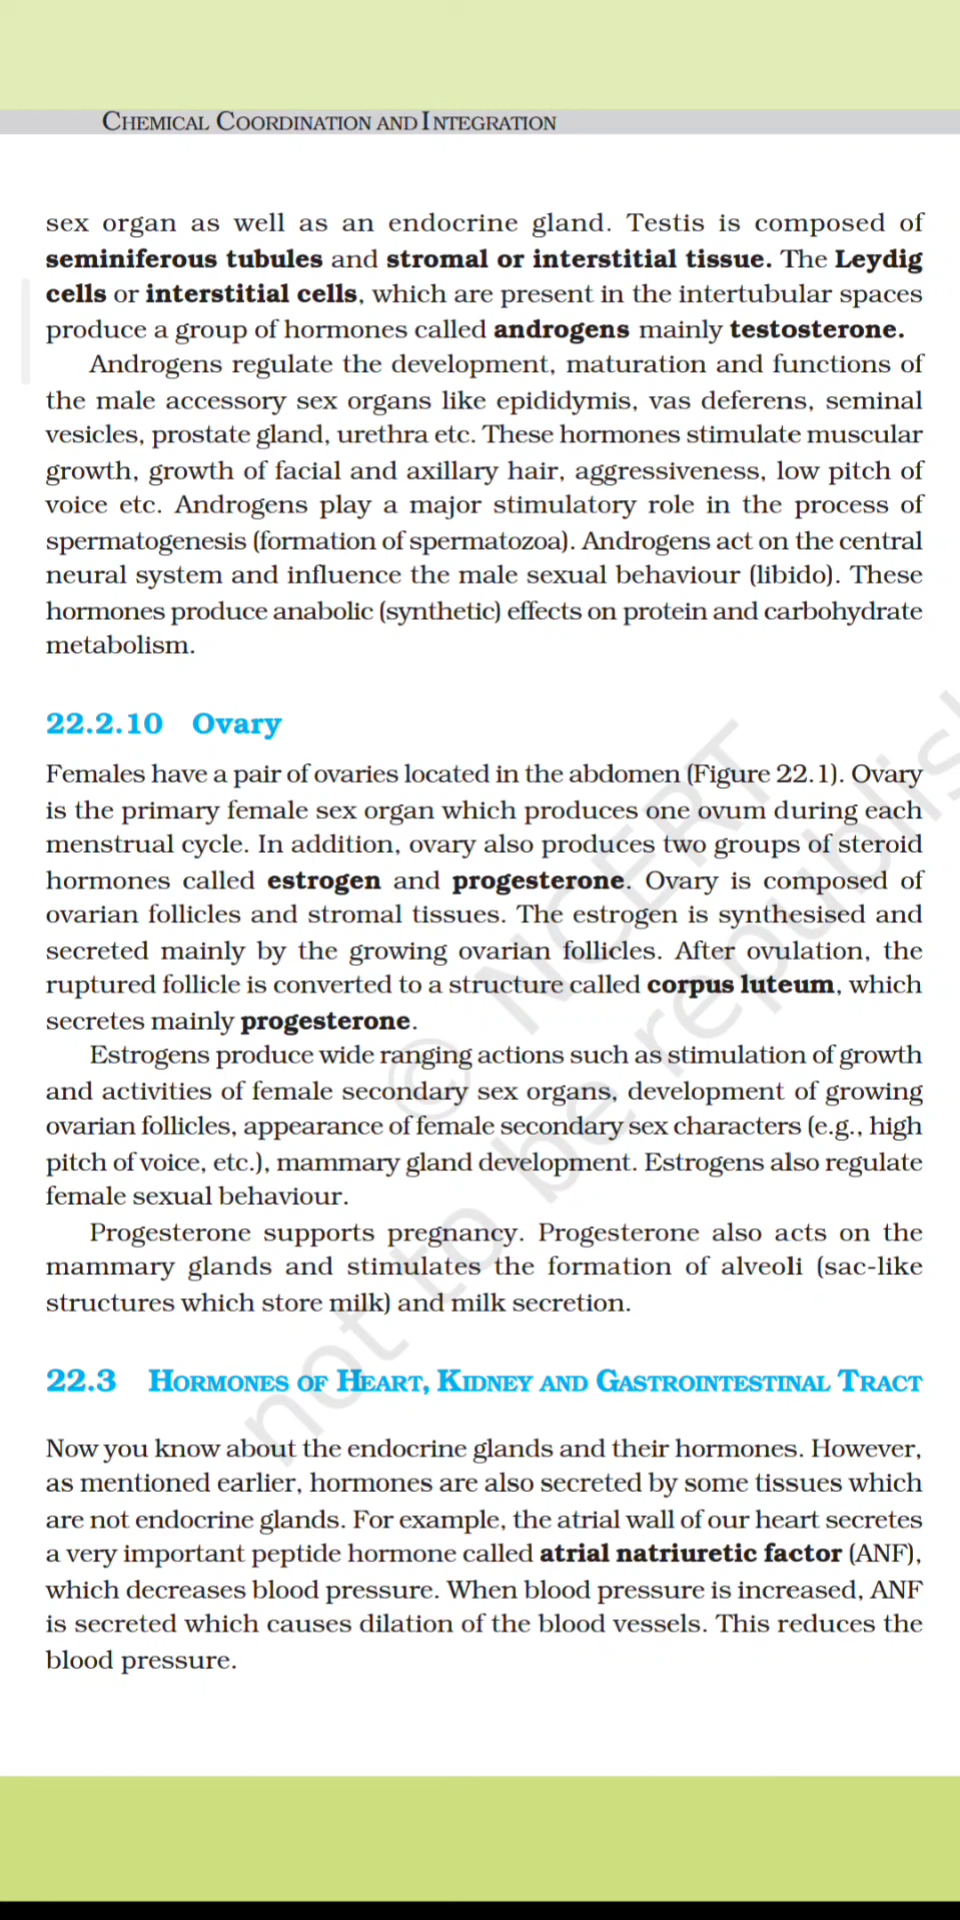 CHEMICAL COORDINATION AND INTEGRATION
sex organ as well as an endocrine gland. Testis is composed of
seminiferous tubules and stromal or interstitial tissue. The Leydig
cells or interstitial cells, which are present in the intertubular spaces
produce a group of hormones called androgens mainly testosterone.
Androgens regulate the development, maturation and functions of
the male accessory sex organs like epididymis, vas deferens, seminal
vesicles, prostate gland, urethra etc. These hormones stimulate muscular
growth, growth of facial and axillary hair, aggressiveness, low pitch of
voice etc. Androgens play a major stimulatory role in the process of
spermatogenesis (formation of spermatozoa). Androgens act on the central
neural system and influence the male sexual behaviour (libido). These
hormones produce anabolic (synthetic) effects on protein and carbohydrate
metabolism.
22.2.10 Ovary
Females have a pair of ovaries located in the abdomen (Figure 22.1). Ovary
is the primary female sex organ which produces one ovum during each
menstrual cycle. In addition, ovary also produces two groups of steroid
hormones called estrogen and progesterone. Ovary is composed of
ovarian follicles and stromal tissues. The estrogen is synthesised and
secreted mainly by the growing ovarian follicles. After ovulation, the
ruptured follicle is converted to a structure called corpus luteum, which
secretes mainly progesterone.
Estrogens produce wide ranging actions such as stimulation of growth
and activities of female secondary sex organs, development of growing
ovarian follicles, appearance of female secondary sex characters (e.g., high
pitch of voice, etc.), mammary gland development. Estrogens also regulate
female sexual behaviour.
Progesterone supports pregnancy. Progesterone also acts on the
mammary glands and stimulates the formation of alveoli (sac-like
structures which store milk) and milk secretion.
22.3 HORMONES OF HEART, KIDNEY AND GASTROINTESTINAL TRACT
Now you know about the endocrine glands and their hormones. However,
as mentioned earlier, hormones are also secreted by some tissues which
are not endocrine glands. For example, the atrial wall of our heart secretes
a very important peptide hormone called atrial natriuretic factor (ANF),
which decreases blood pressure. When blood pressure is increased, ANF
is secreted which causes dilation of the blood vessels. This reduces the
blood pressure.
© NCERT
not to be republis